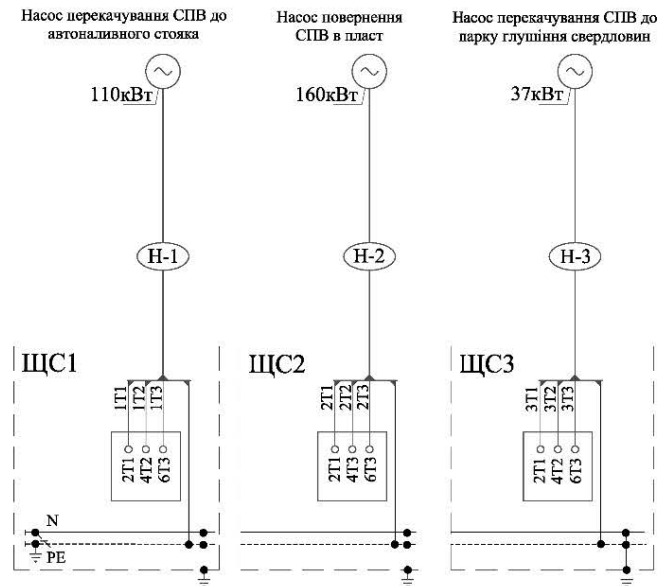 Насос перекачування СПВ до
автоналивного стояка
Насос повернення
СПВ в пласт
Насос перекачування СПВ до
парку глушіння свердловин
110кВт
160кВт
37кВт
Н-1
Н-2
Н-3
ЩС1
ЩС2
ЩС3
1Т1
1Т2
1Т3
2Т1
2Т2
2Т3
3Т1
3Т2
3Т3
2Т1
4Т2
6Т3
2Т1
4Т3
6Т3
2Т1
4Т2
6Т3
N
PE